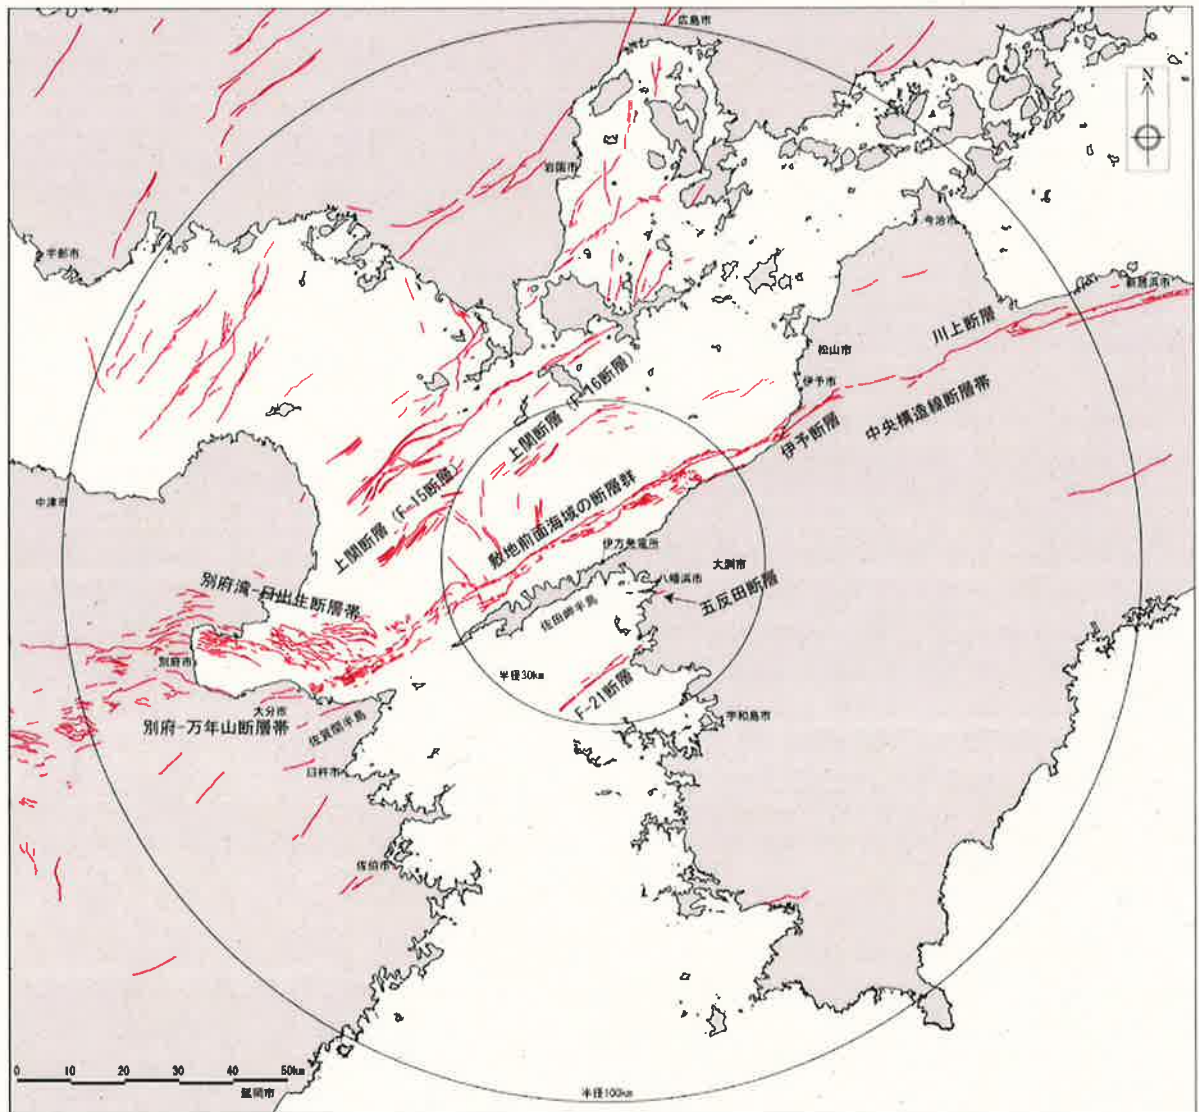 広島市
N
岩国市
宇部市
今治市
新居浜市
川上断層
松山市
伊予市
上関断層（F-16断層）
中央構造線断層帯
伊予断層
上関断層（F-15断層）
敷地前面海域の断層群
中津市
伊方発電所
大洲市
八幡浜市
五反田断層
別府湾－日出生断層帯
佐田岬半島
別府市
半径30km
F-21断層
大分市
宇和島市
別府－万年山断層帯
佐賀関半島
臼杵市
佐伯市
0 10 20 30 40 50km
延岡市
半径100km